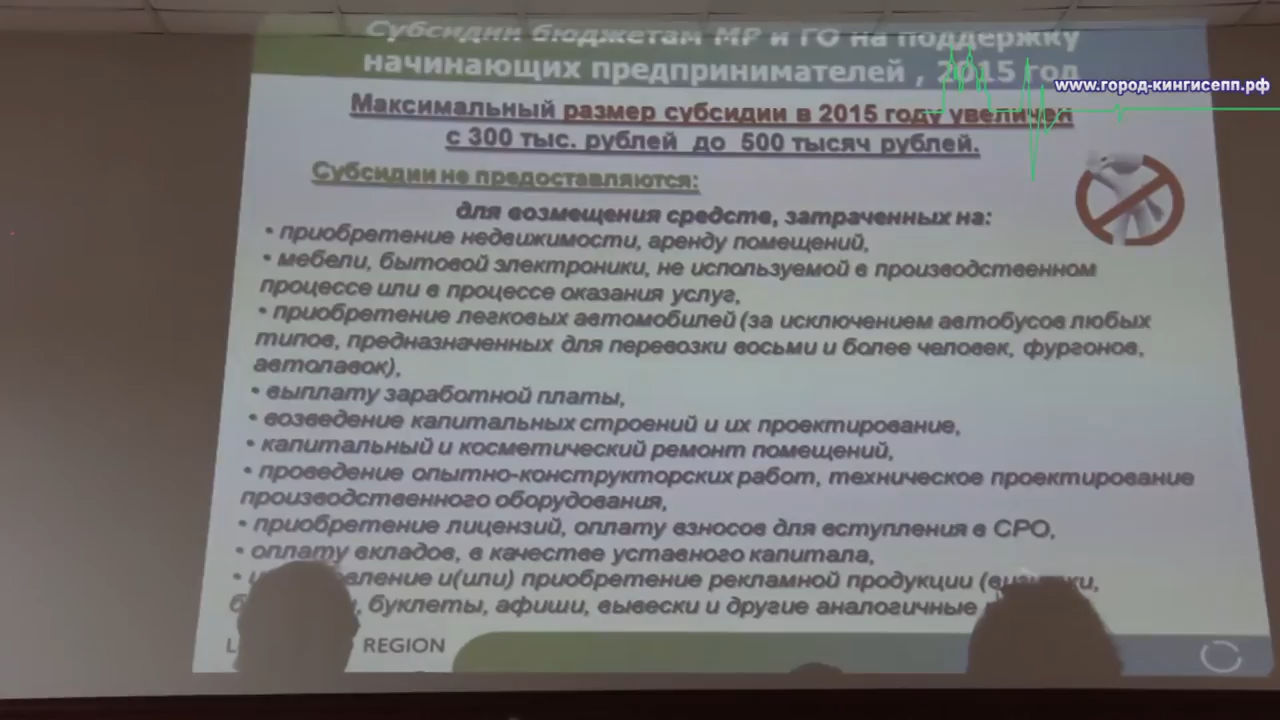 Субсидии бюджетам МР и ГО на поддержку
начинающих предпринимателей , 2015 год
www.город-кингисепп.рф
Максимальный размер субсидии в 2015 году увеличен
с 300 тыс. рублей до 500 тысяч рублей.
Субсидии не предоставляются:
для возмещения средств, затраченных на:
• приобретение недвижимости, аренду помещений,
• мебели, бытовой электроники, не используемой в производственном
процессе или в процессе оказания услуг,
• приобретение легковых автомобилей (за исключением автобусов любых
типов, предназначенных для перевозки восьми и более человек, фургонов,
автолавок),
• выплату заработной платы,
• возведение капитальных строений и их проектирование,
• капитальный и косметический ремонт помещений,
• проведение опытно-конструкторских работ, техническое проектирование
производственного оборудования,
• приобретение лицензий, оплату взносов для вступления в СРО,
• оплату вкладов, в качестве уставного капитала,
• и(или) приобретение рекламной продукции
буклеты, афиши, вывески и другие аналогичные
REGION